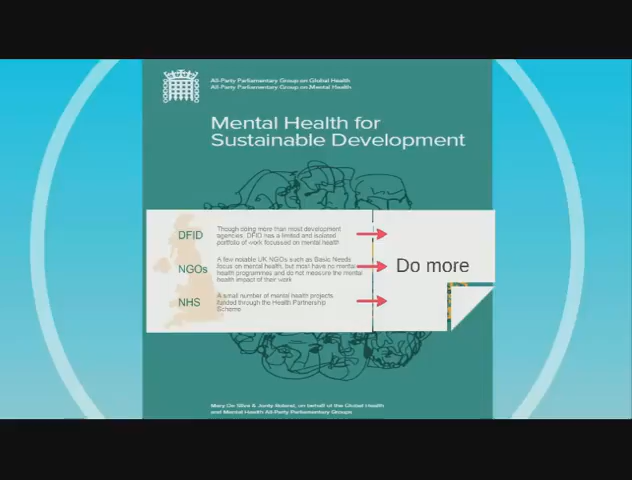 All-Party Parliamentary Group on Global Health
All-Party Parliamentary Group on Mental Health
Mental Health for
Sustainable Development
DFID
Though doing more than most development
agencies, DFID has a limited and isolated
portfolio of work focussed on mental health
NGOs
A few notable UK NGOs such as Basic Needs
focus on mental health, but most have no mental
health programmes and do not measure the mental
health impact of their work
NHS
A small number of mental health projects
funded through the Health Partnership
Scheme
Do more
Mary De Silva & Jonty Roland, on behalf of the Global Health
and Mental Health All-Party Parliamentary Groups